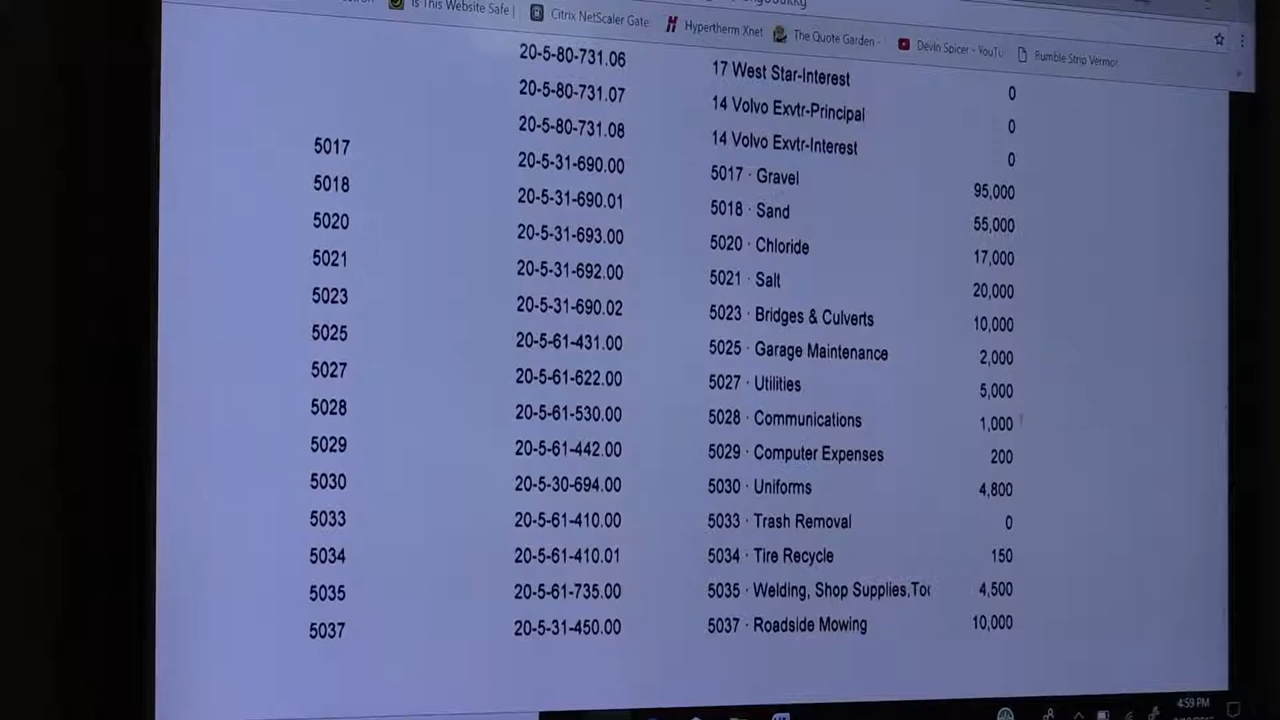 Is This Website Safe | Citrix NetScaler Gate Hypertherm Xnet The Quote Garden - Devin Spicer - YouTu Rumble Strip Vermor
20-5-80-731.06 17 West Star-Interest 0
20-5-80-731.07 14 Volvo Exvtr-Principal 0
20-5-80-731.08 14 Volvo Exvtr-Interest 0
5017 20-5-31-690.00 5017 · Gravel 95,000
5018 20-5-31-690.01 5018 · Sand 55,000
5020 20-5-31-693.00 5020 · Chloride 17,000
5021 20-5-31-692.00 5021 · Salt 20,000
5023 20-5-31-690.02 5023 · Bridges & Culverts 10,000
5025 20-5-61-431.00 5025 · Garage Maintenance 2,000
5027 20-5-61-622.00 5027 · Utilities 5,000
5028 20-5-61-530.00 5028 · Communications 1,000
5029 20-5-61-442.00 5029 · Computer Expenses 200
5030 20-5-30-694.00 5030 · Uniforms 4,800
5033 20-5-61-410.00 5033 · Trash Removal 0
5034 20-5-61-410.01 5034 · Tire Recycle 150
5035 20-5-61-735.00 5035 · Welding, Shop Supplies,Too 4,500
5037 20-5-31-450.00 5037 · Roadside Mowing 10,000
4:59 PM